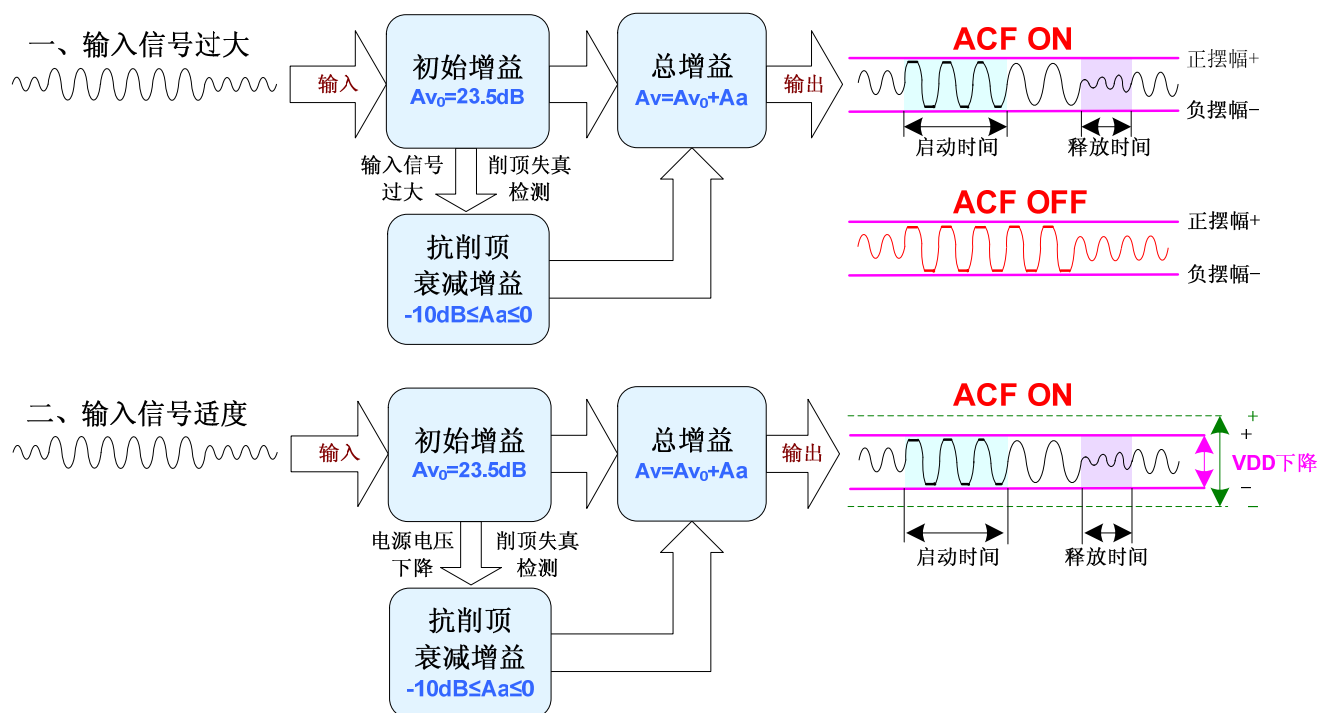 一、输入信号过大
输入
初始增益
Av₀=23.5dB
总增益
Av=Av₀+Aa
输出
ACF ON
正摆幅+
负摆幅−
启动时间
释放时间
输入信号
过大
削顶失真
检测
抗削顶
衰减增益
-10dB≤Aa≤0
ACF OFF
正摆幅+
负摆幅−
二、输入信号适度
输入
初始增益
Av₀=23.5dB
总增益
Av=Av₀+Aa
输出
ACF ON
+
+
VDD下降
−
−
启动时间
释放时间
电源电压
下降
削顶失真
检测
抗削顶
衰减增益
-10dB≤Aa≤0